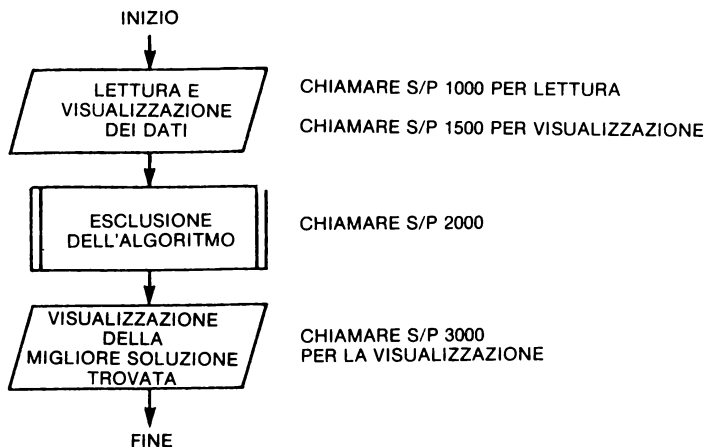 INIZIO
LETTURA E
VISUALIZZAZIONE
DEI DATI
CHIAMARE S/P 1000 PER LETTURA
CHIAMARE S/P 1500 PER VISUALIZZAZIONE
ESCLUSIONE
DELL'ALGORITMO
CHIAMARE S/P 2000
VISUALIZZAZIONE
DELLA
MIGLIORE SOLUZIONE
TROVATA
CHIAMARE S/P 3000
PER LA VISUALIZZAZIONE
FINE